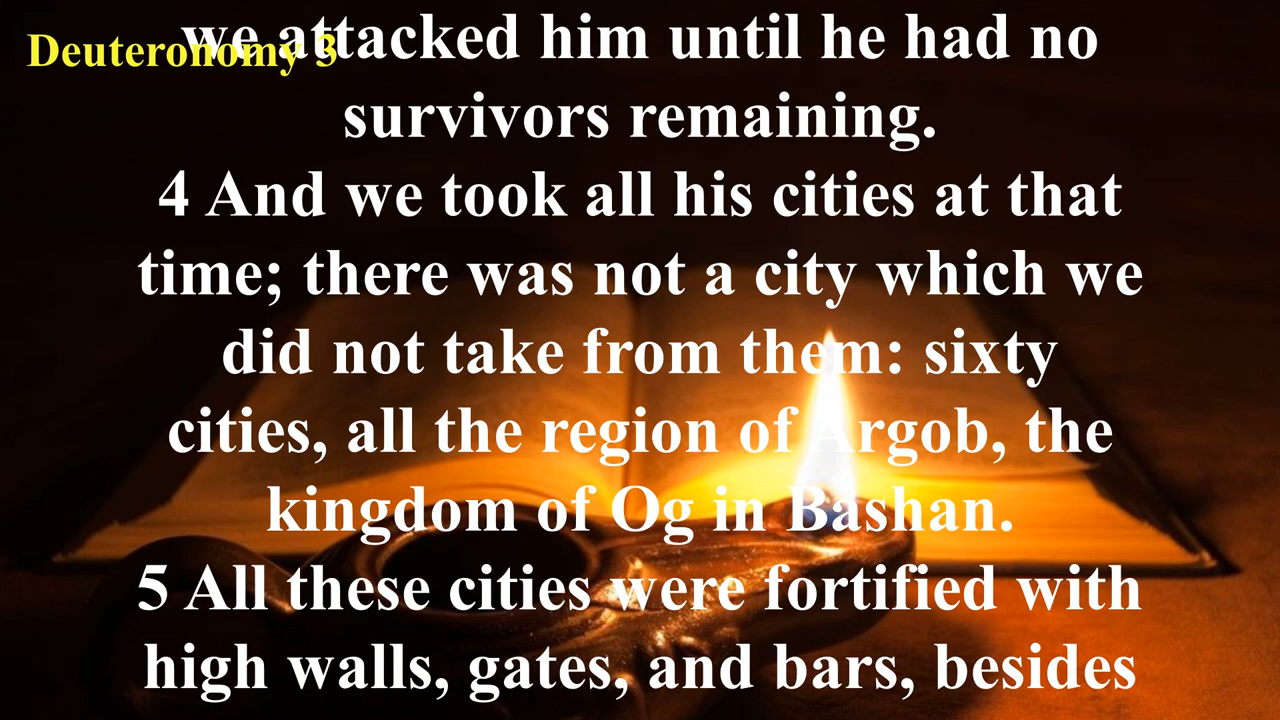 Deuteronomy 3
we attacked him until he had no
survivors remaining.
4 And we took all his cities at that
time; there was not a city which we
did not take from them: sixty
cities, all the region of Argob, the
kingdom of Og in Bashan.
5 All these cities were fortified with
high walls, gates, and bars, besides